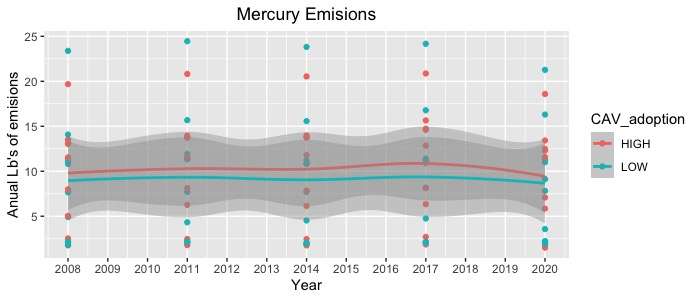 Mercury Emisions
Anual Lb's of emisions
25
20
15
10
5
2008 2009 2010 2011 2012 2013 2014 2015 2016 2017 2018 2019 2020
Year
CAV_adoption
HIGH
LOW